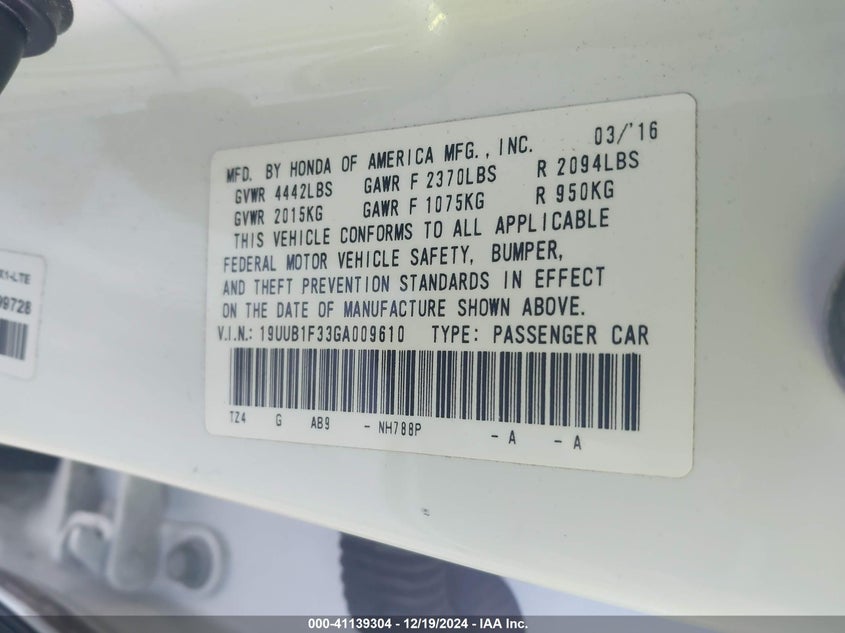 MFD. BY HONDA OF AMERICA MFG., INC. 03/'16
GVWR 4442LBS GAWR F 2370LBS R 2094LBS
GVWR 2015KG GAWR F 1075KG R 950KG
THIS VEHICLE CONFORMS TO ALL APPLICABLE
FEDERAL MOTOR VEHICLE SAFETY, BUMPER,
AND THEFT PREVENTION STANDARDS IN EFFECT
ON THE DATE OF MANUFACTURE SHOWN ABOVE.
V.I.N.: 19UUB1F33GA009610 TYPE: PASSENGER CAR
TZ4 G AB9 - NH788P - A - A
1-LTE
99728
000-41139304 - 12/19/2024 - IAA Inc.